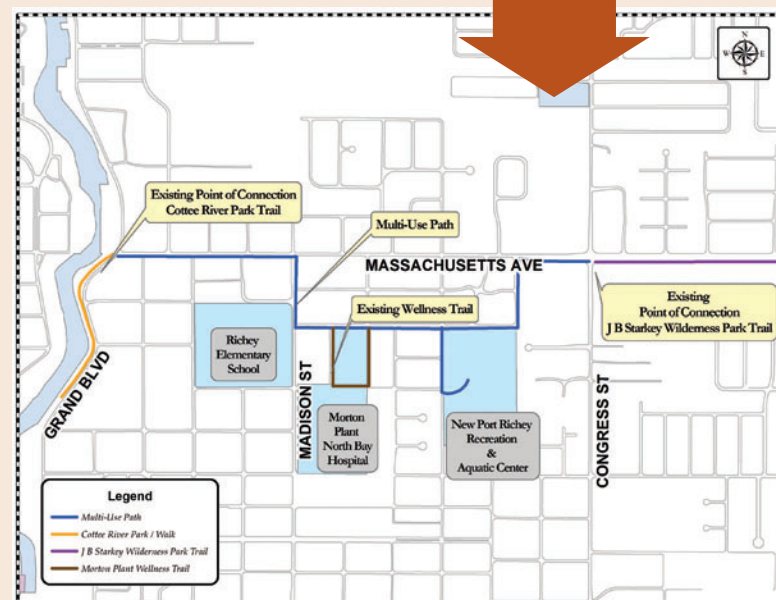 N
W E
S
Existing Point of Connection
Cottee River Park Trail
Multi-Use Path
MASSACHUSETTS AVE
Existing Wellness Trail
Existing
Point of Connection
J B Starkey Wilderness Park Trail
Richey
Elementary
School
GRAND BLVD
MADISON ST
Morton
Plant
North Bay
Hospital
New Port Richey
Recreation
&
Aquatic Center
CONGRESS ST
Legend
Multi-Use Path
Cottee River Park / Walk
J B Starkey Wilderness Park Trail
Morton Plant Wellness Trail